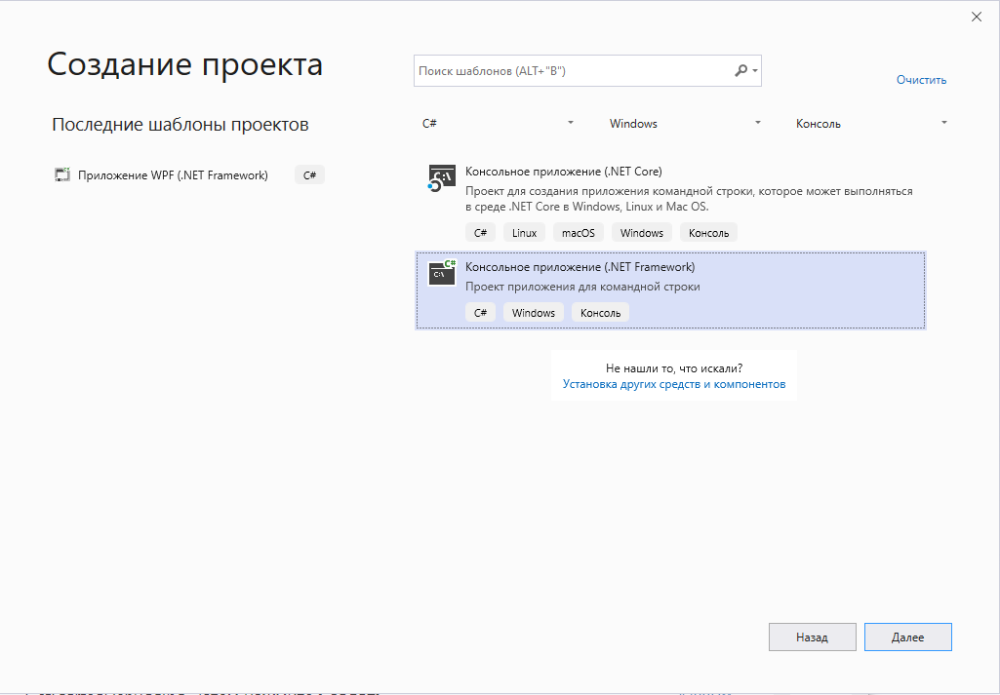 Создание проекта
Поиск шаблонов (ALT+"B")
Очистить
Последние шаблоны проектов
C#
Windows
Консоль
Приложение WPF (.NET Framework)
C#
Консольное приложение (.NET Core)
Проект для создания приложения командной строки, которое может выполняться
в среде .NET Core в Windows, Linux и Mac OS.
C# Linux macOS Windows Консоль
C#
C:\
Консольное приложение (.NET Framework)
Проект приложения для командной строки
C# Windows Консоль
Не нашли то, что искали?
Установка других средств и компонентов
Назад
Далее